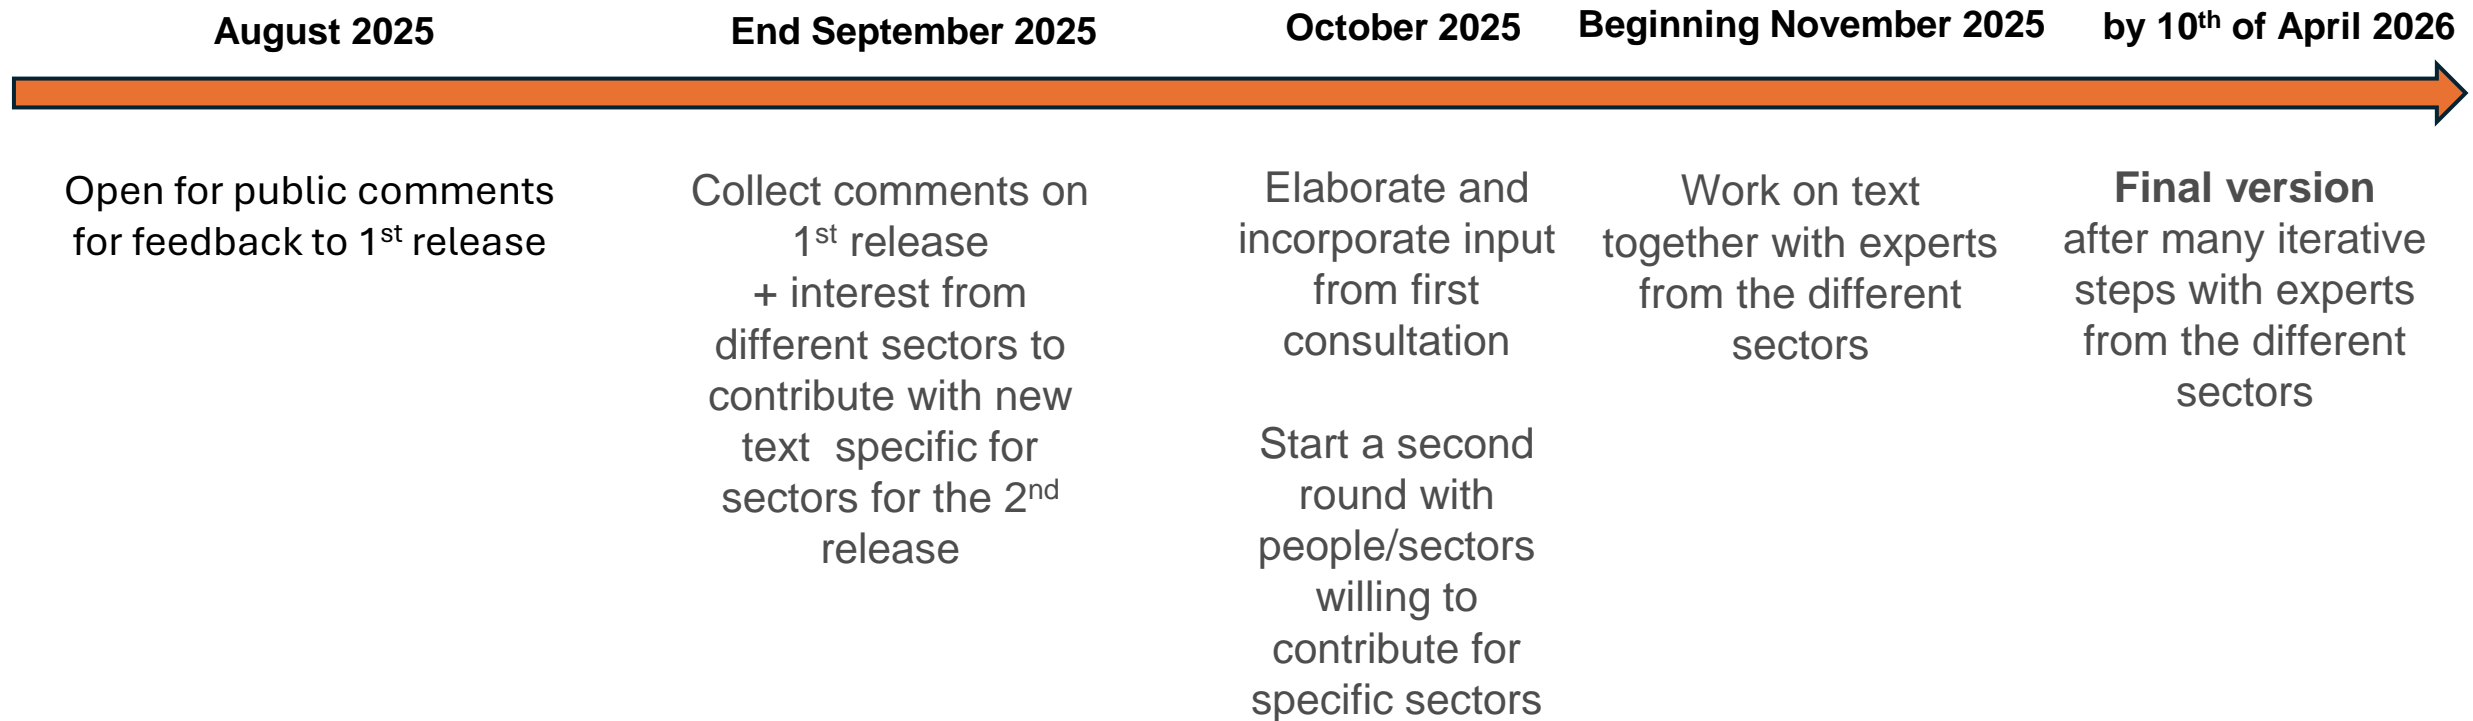 August 2025
Open for public comments
for feedback to 1st release
End September 2025
Collect comments on
1st release
+ interest from
different sectors to
contribute with new
text  specific for
sectors for the 2nd
release
October 2025
Elaborate and
incorporate input
from first
consultation
Start a second
round with
people/sectors
willing to
contribute for
specific sectors
Beginning November 2025
Work on text
together with experts
from the different
sectors
by 10th of April 2026
Final version
after many iterative
steps with experts
from the different
sectors